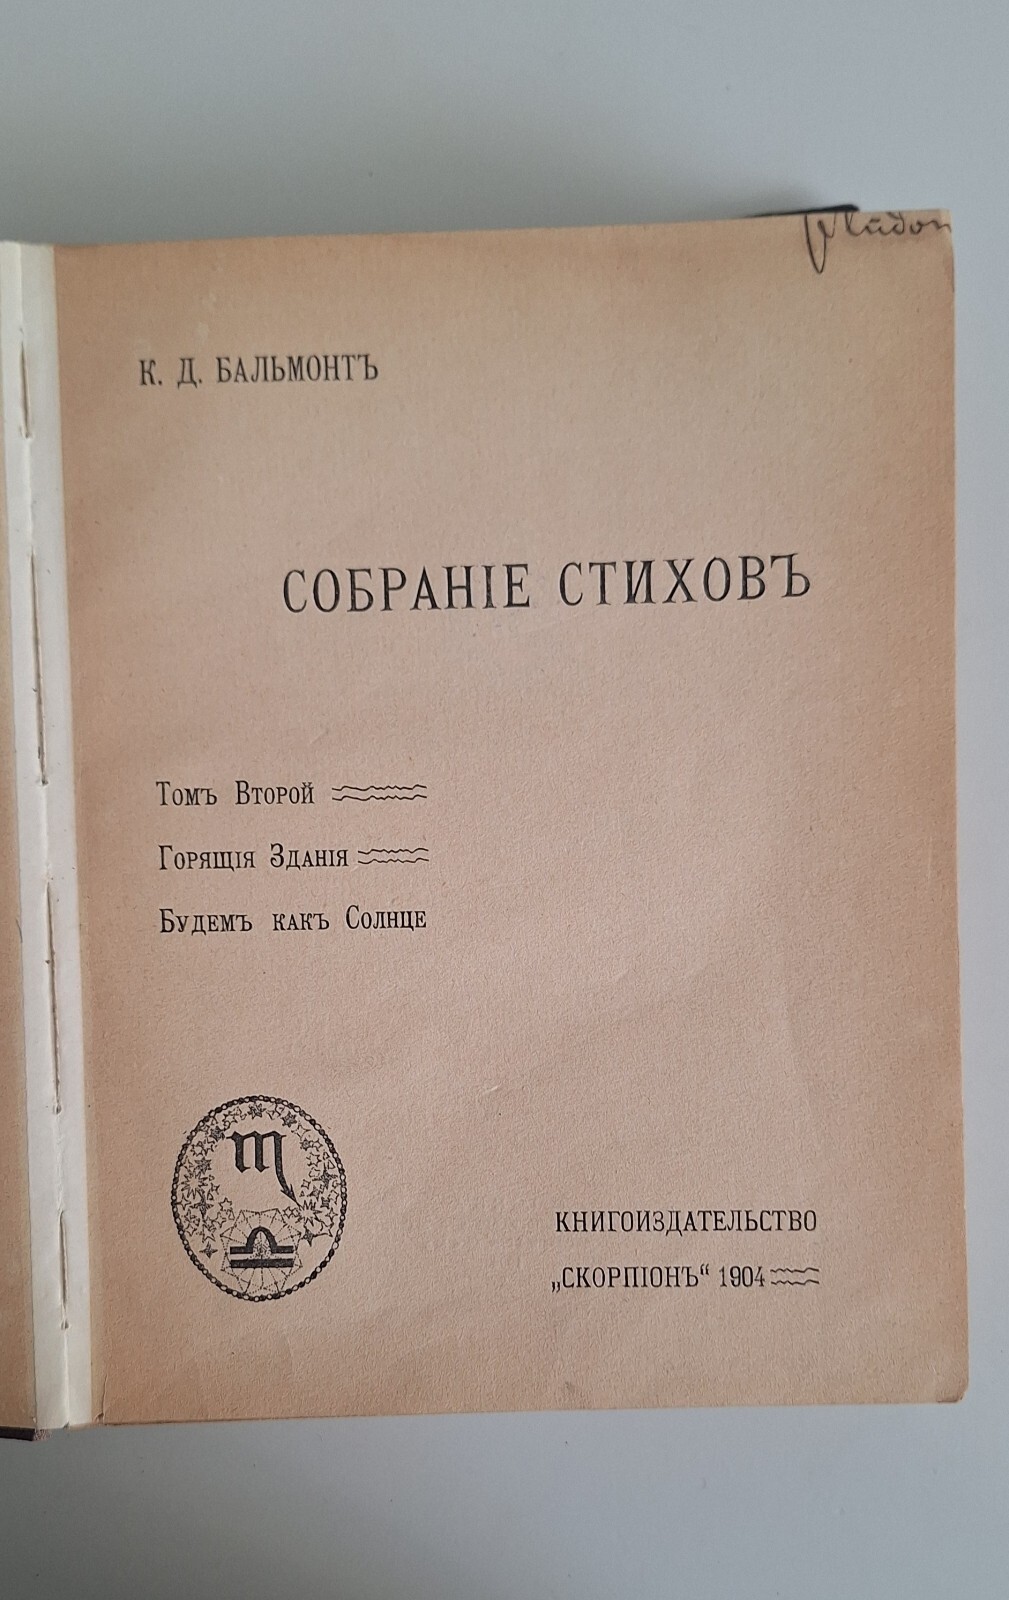 К. Д. БАЛЬМОНТЪ
СОБРАНІЕ СТИХОВЪ
Томъ Второй
Горящія Зданія
Будемъ какъ Солнце
КНИГОИЗДАТЕЛЬСТВО
„СКОРПІОНЪ“ 1904